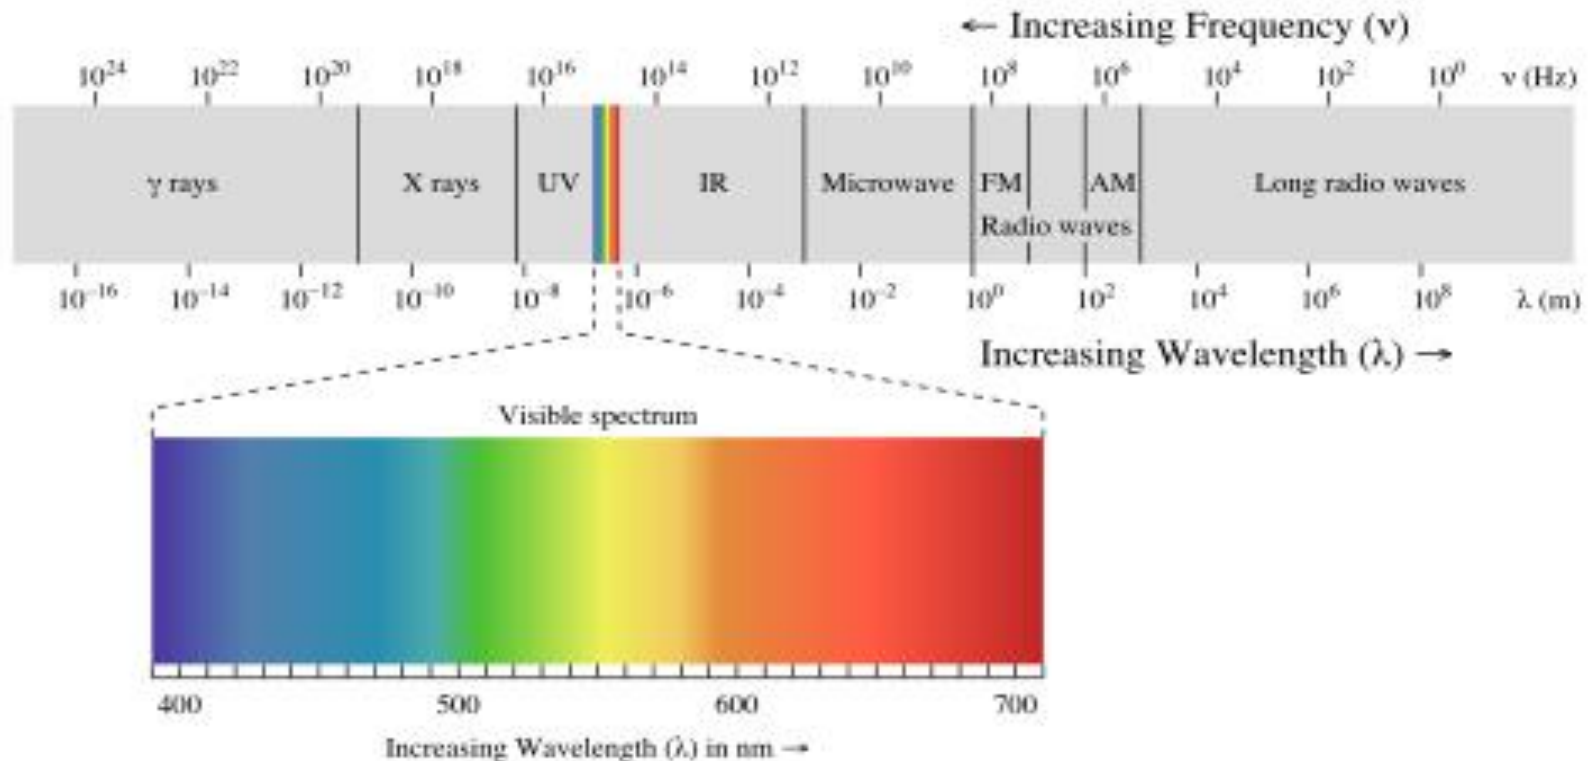 ← Increasing Frequency (ν)
10²⁴ 10²² 10²⁰ 10¹⁸ 10¹⁶ 10¹⁴ 10¹² 10¹⁰ 10⁸ 10⁶ 10⁴ 10² 10⁰ ν (Hz)
γ rays X rays UV IR Microwave FM AM Long radio waves
Radio waves
10⁻¹⁶ 10⁻¹⁴ 10⁻¹² 10⁻¹⁰ 10⁻⁸ 10⁻⁶ 10⁻⁴ 10⁻² 10⁰ 10² 10⁴ 10⁶ 10⁸ λ (m)
Increasing Wavelength (λ) →
Visible spectrum
400 500 600 700
Increasing Wavelength (λ) in nm →